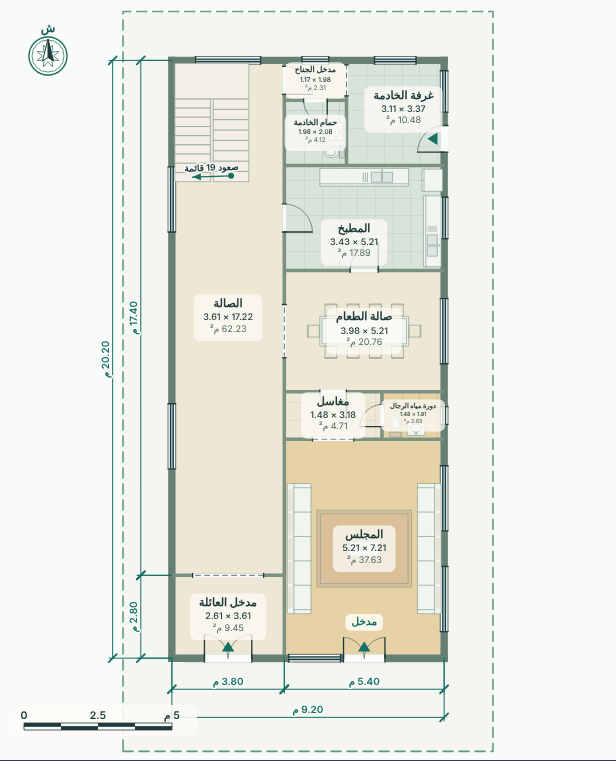 ش
مدخل الجناح
1.17 × 1.98
2.31 م²
غرفة الخادمة
3.11 × 3.37
10.48 م²
حمام الخادمة
1.98 × 2.08
4.12 م²
صعود 19 قائمة
المطبخ
3.43 × 5.21
17.89 م²
الصالة
3.61 × 17.22
62.23 م²
صالة الطعام
3.98 × 5.21
20.76 م²
17.40 م
20.20 م
مغاسل
1.48 × 3.18
4.71 م²
دورة مياه الرجال
1.48 × 1.91
2.83 م²
المجلس
5.21 × 7.21
37.63 م²
مدخل العائلة
2.61 × 3.61
9.45 م²
مدخل
2.80 م
3.80 م
5.40 م
9.20 م
0
2.5
5 م